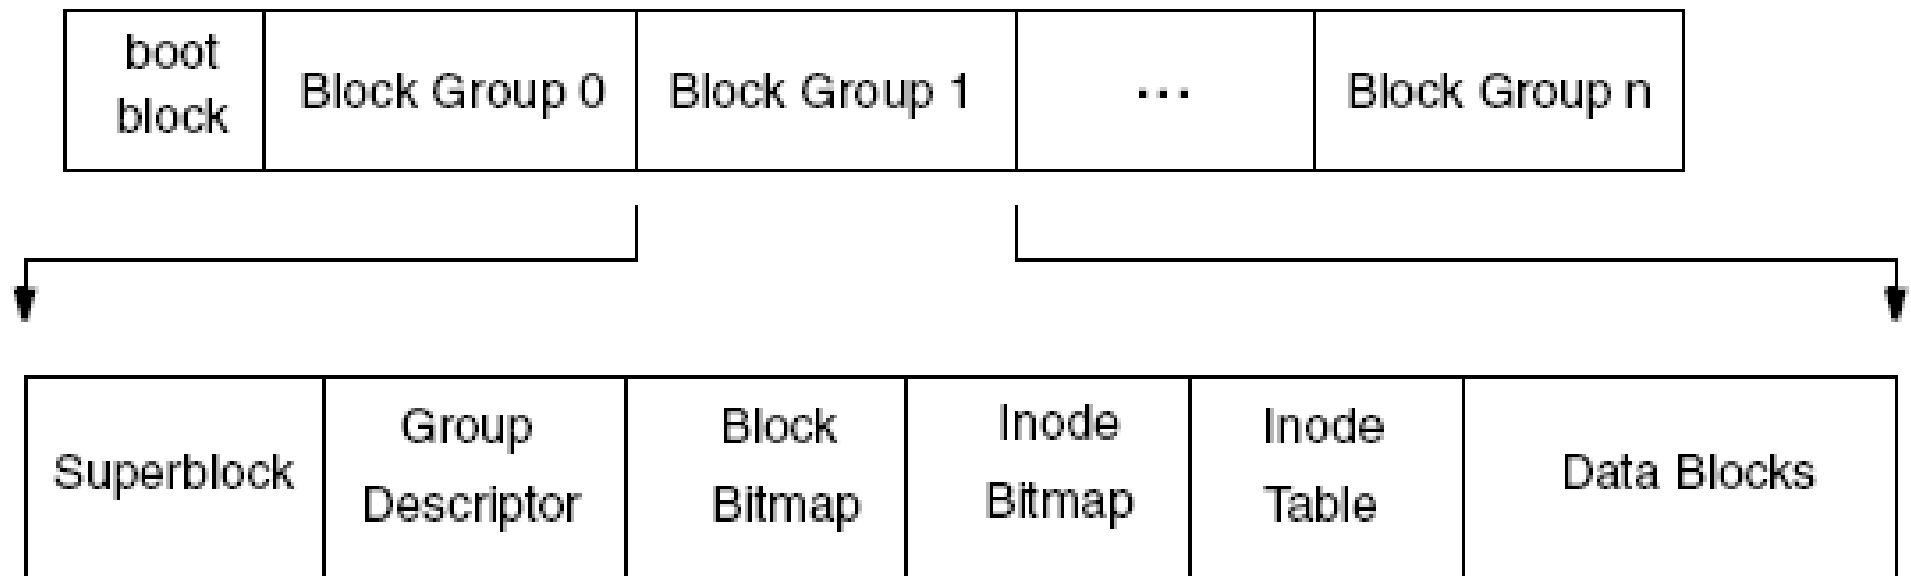 boot
block
Block Group 0
Block Group 1
...
Block Group n
Superblock
Group
Descriptor
Block
Bitmap
Inode
Bitmap
Inode
Table
Data Blocks